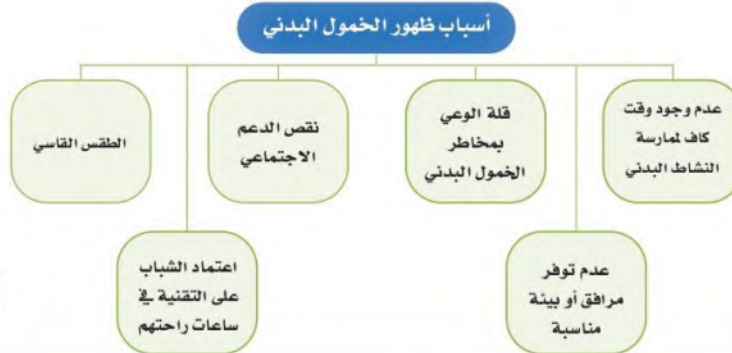 أسباب ظهور الخمول البدني
عدم وجود وقت
كاف لممارسة
النشاط البدني
قلة الوعي
بمخاطر
الخمول البدني
نقص الدعم
الاجتماعي
الطقس القاسي
عدم توفر
مرافق أو بيئة
مناسبة
اعتماد الشباب
على التقنية في
ساعات راحتهم